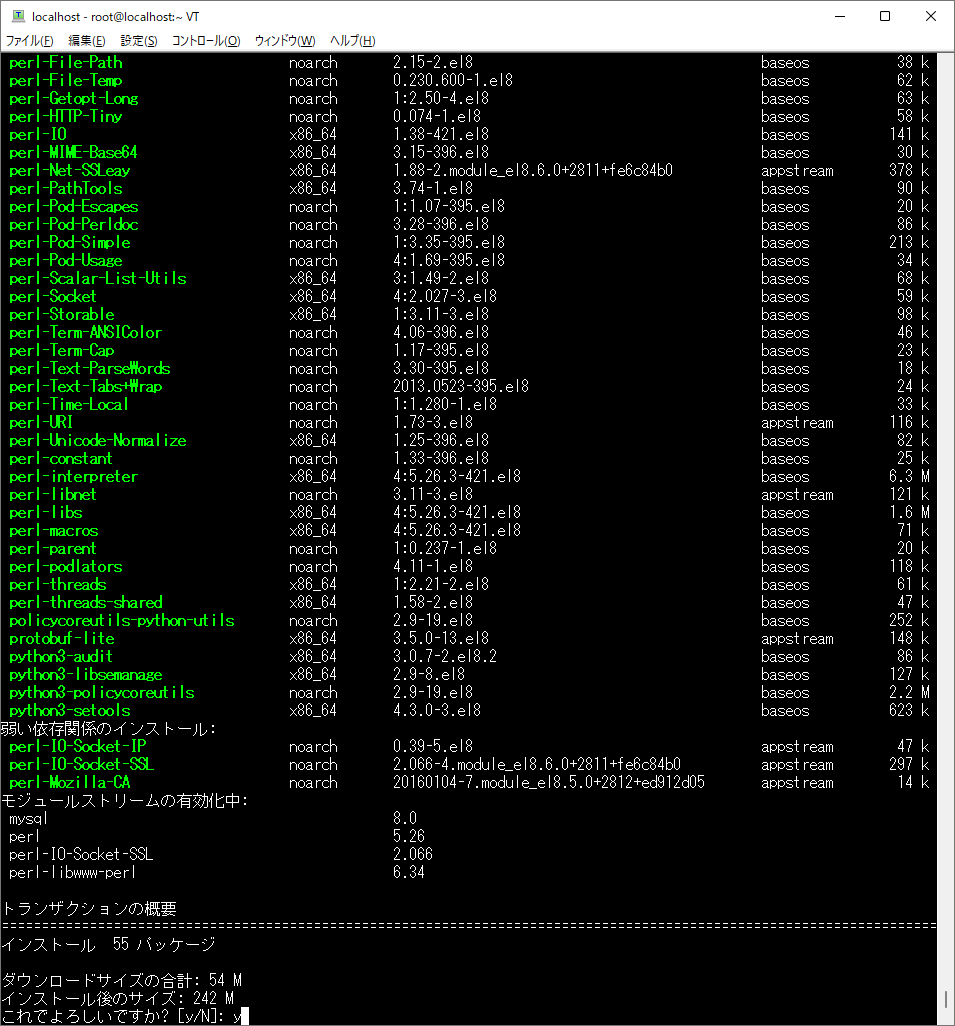 localhost - root@localhost:~ VT
ファイル(F) 編集(E) 設定(S) コントロール(O) ウィンドウ(W) ヘルプ(H)
perl-File-Path noarch 2.15-2.el8 baseos 38 k
perl-File-Temp noarch 0.230.600-1.el8 baseos 62 k
perl-Getopt-Long noarch 1:2.50-4.el8 baseos 63 k
perl-HTTP-Tiny noarch 0.074-1.el8 baseos 58 k
perl-IO x86_64 1.38-421.el8 baseos 141 k
perl-MIME-Base64 x86_64 3.15-396.el8 baseos 30 k
perl-Net-SSLeay x86_64 1.88-2.module_el8.6.0+2811+fe6c84b0 appstream 378 k
perl-PathTools x86_64 3.74-1.el8 baseos 90 k
perl-Pod-Escapes noarch 1:1.07-395.el8 baseos 20 k
perl-Pod-Perldoc noarch 3.28-396.el8 baseos 86 k
perl-Pod-Simple noarch 1:3.35-395.el8 baseos 213 k
perl-Pod-Usage noarch 4:1.69-395.el8 baseos 34 k
perl-Scalar-List-Utils x86_64 3:1.49-2.el8 baseos 68 k
perl-Socket x86_64 4:2.027-3.el8 baseos 59 k
perl-Storable x86_64 1:3.11-3.el8 baseos 98 k
perl-Term-ANSIColor noarch 4.06-396.el8 baseos 46 k
perl-Term-Cap noarch 1.17-395.el8 baseos 23 k
perl-Text-ParseWords noarch 3.30-395.el8 baseos 18 k
perl-Text-Tabs+Wrap noarch 2013.0523-395.el8 baseos 24 k
perl-Time-Local noarch 1:1.280-1.el8 baseos 33 k
perl-URI noarch 1.73-3.el8 appstream 116 k
perl-Unicode-Normalize x86_64 1.25-396.el8 baseos 82 k
perl-constant noarch 1.33-396.el8 baseos 25 k
perl-interpreter x86_64 4:5.26.3-421.el8 baseos 6.3 M
perl-libnet noarch 3.11-3.el8 appstream 121 k
perl-libs x86_64 4:5.26.3-421.el8 baseos 1.6 M
perl-macros x86_64 4:5.26.3-421.el8 baseos 71 k
perl-parent noarch 1:0.237-1.el8 baseos 20 k
perl-podlators noarch 4.11-1.el8 baseos 118 k
perl-threads x86_64 1:2.21-2.el8 baseos 61 k
perl-threads-shared x86_64 1.58-2.el8 baseos 47 k
policycoreutils-python-utils noarch 2.9-19.el8 baseos 252 k
protobuf-lite x86_64 3.5.0-13.el8 appstream 148 k
python3-audit x86_64 3.0.7-2.el8.2 baseos 86 k
python3-libsemanage x86_64 2.9-8.el8 baseos 127 k
python3-policycoreutils noarch 2.9-19.el8 baseos 2.2 M
python3-setools x86_64 4.3.0-3.el8 baseos 623 k
弱い依存関係のインストール:
perl-IO-Socket-IP noarch 0.39-5.el8 appstream 47 k
perl-IO-Socket-SSL noarch 2.066-4.module_el8.6.0+2811+fe6c84b0 appstream 297 k
perl-Mozilla-CA noarch 20160104-7.module_el8.5.0+2812+ed912d05 appstream 14 k
モジュールストリームの有効化中:
mysql 8.0
perl 5.26
perl-IO-Socket-SSL 2.066
perl-libwww-perl 6.34
トランザクションの概要
================================================================================
インストール 55 パッケージ
ダウンロードサイズの合計: 54 M
インストール後のサイズ: 242 M
これでよろしいですか? [y/N]: y